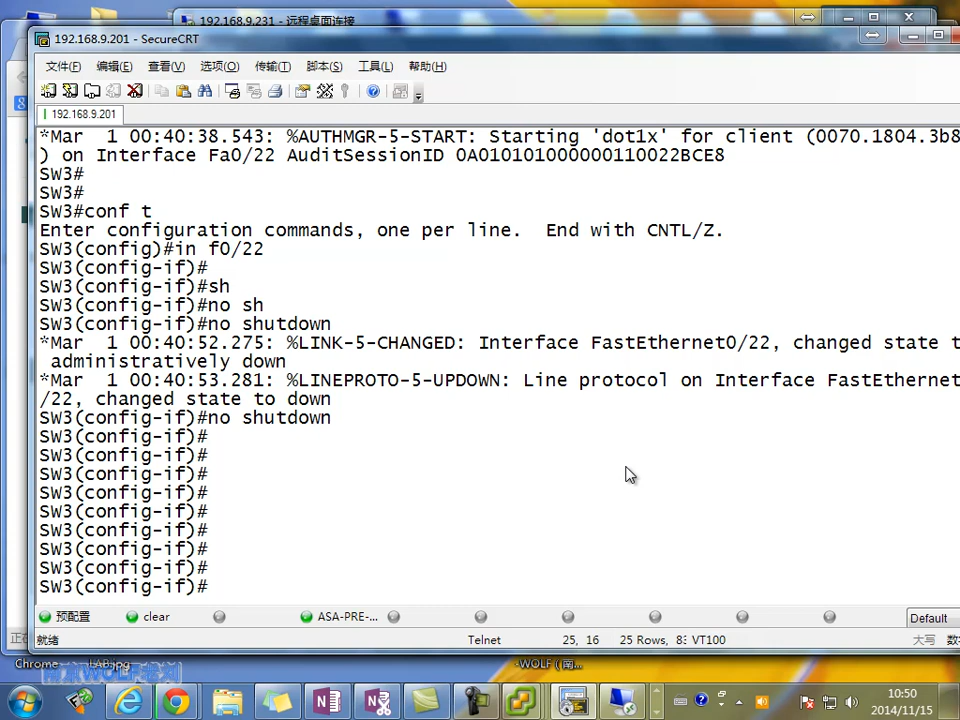 192.168.9.231 - 远程桌面连接
192.168.9.201 - SecureCRT
文件(F) 编辑(E) 查看(V) 选项(O) 传输(T) 脚本(S) 工具(L) 帮助(H)
192.168.9.201
*Mar  1 00:40:38.543: %AUTHMGR-5-START: Starting 'dot1x' for client (0070.1804.3b8
) on Interface Fa0/22 AuditSessionID 0A010101000000110022BCE8
SW3#
SW3#
SW3#conf t
Enter configuration commands, one per line.  End with CNTL/Z.
SW3(config)#in f0/22
SW3(config-if)#
SW3(config-if)#sh
SW3(config-if)#no sh
SW3(config-if)#no shutdown
*Mar  1 00:40:52.275: %LINK-5-CHANGED: Interface FastEthernet0/22, changed state t
administratively down
*Mar  1 00:40:53.281: %LINEPROTO-5-UPDOWN: Line protocol on Interface FastEthernet
/22, changed state to down
SW3(config-if)#no shutdown
SW3(config-if)#
SW3(config-if)#
SW3(config-if)#
SW3(config-if)#
SW3(config-if)#
SW3(config-if)#
SW3(config-if)#
SW3(config-if)#
SW3(config-if)#
预配置 clear ASA-PRE-... Default
就绪 Telnet 25, 16 25 Rows, 8 VT100 大写 数
Chrome LAB.jpg -WOLF (南...
10:50
2014/11/15